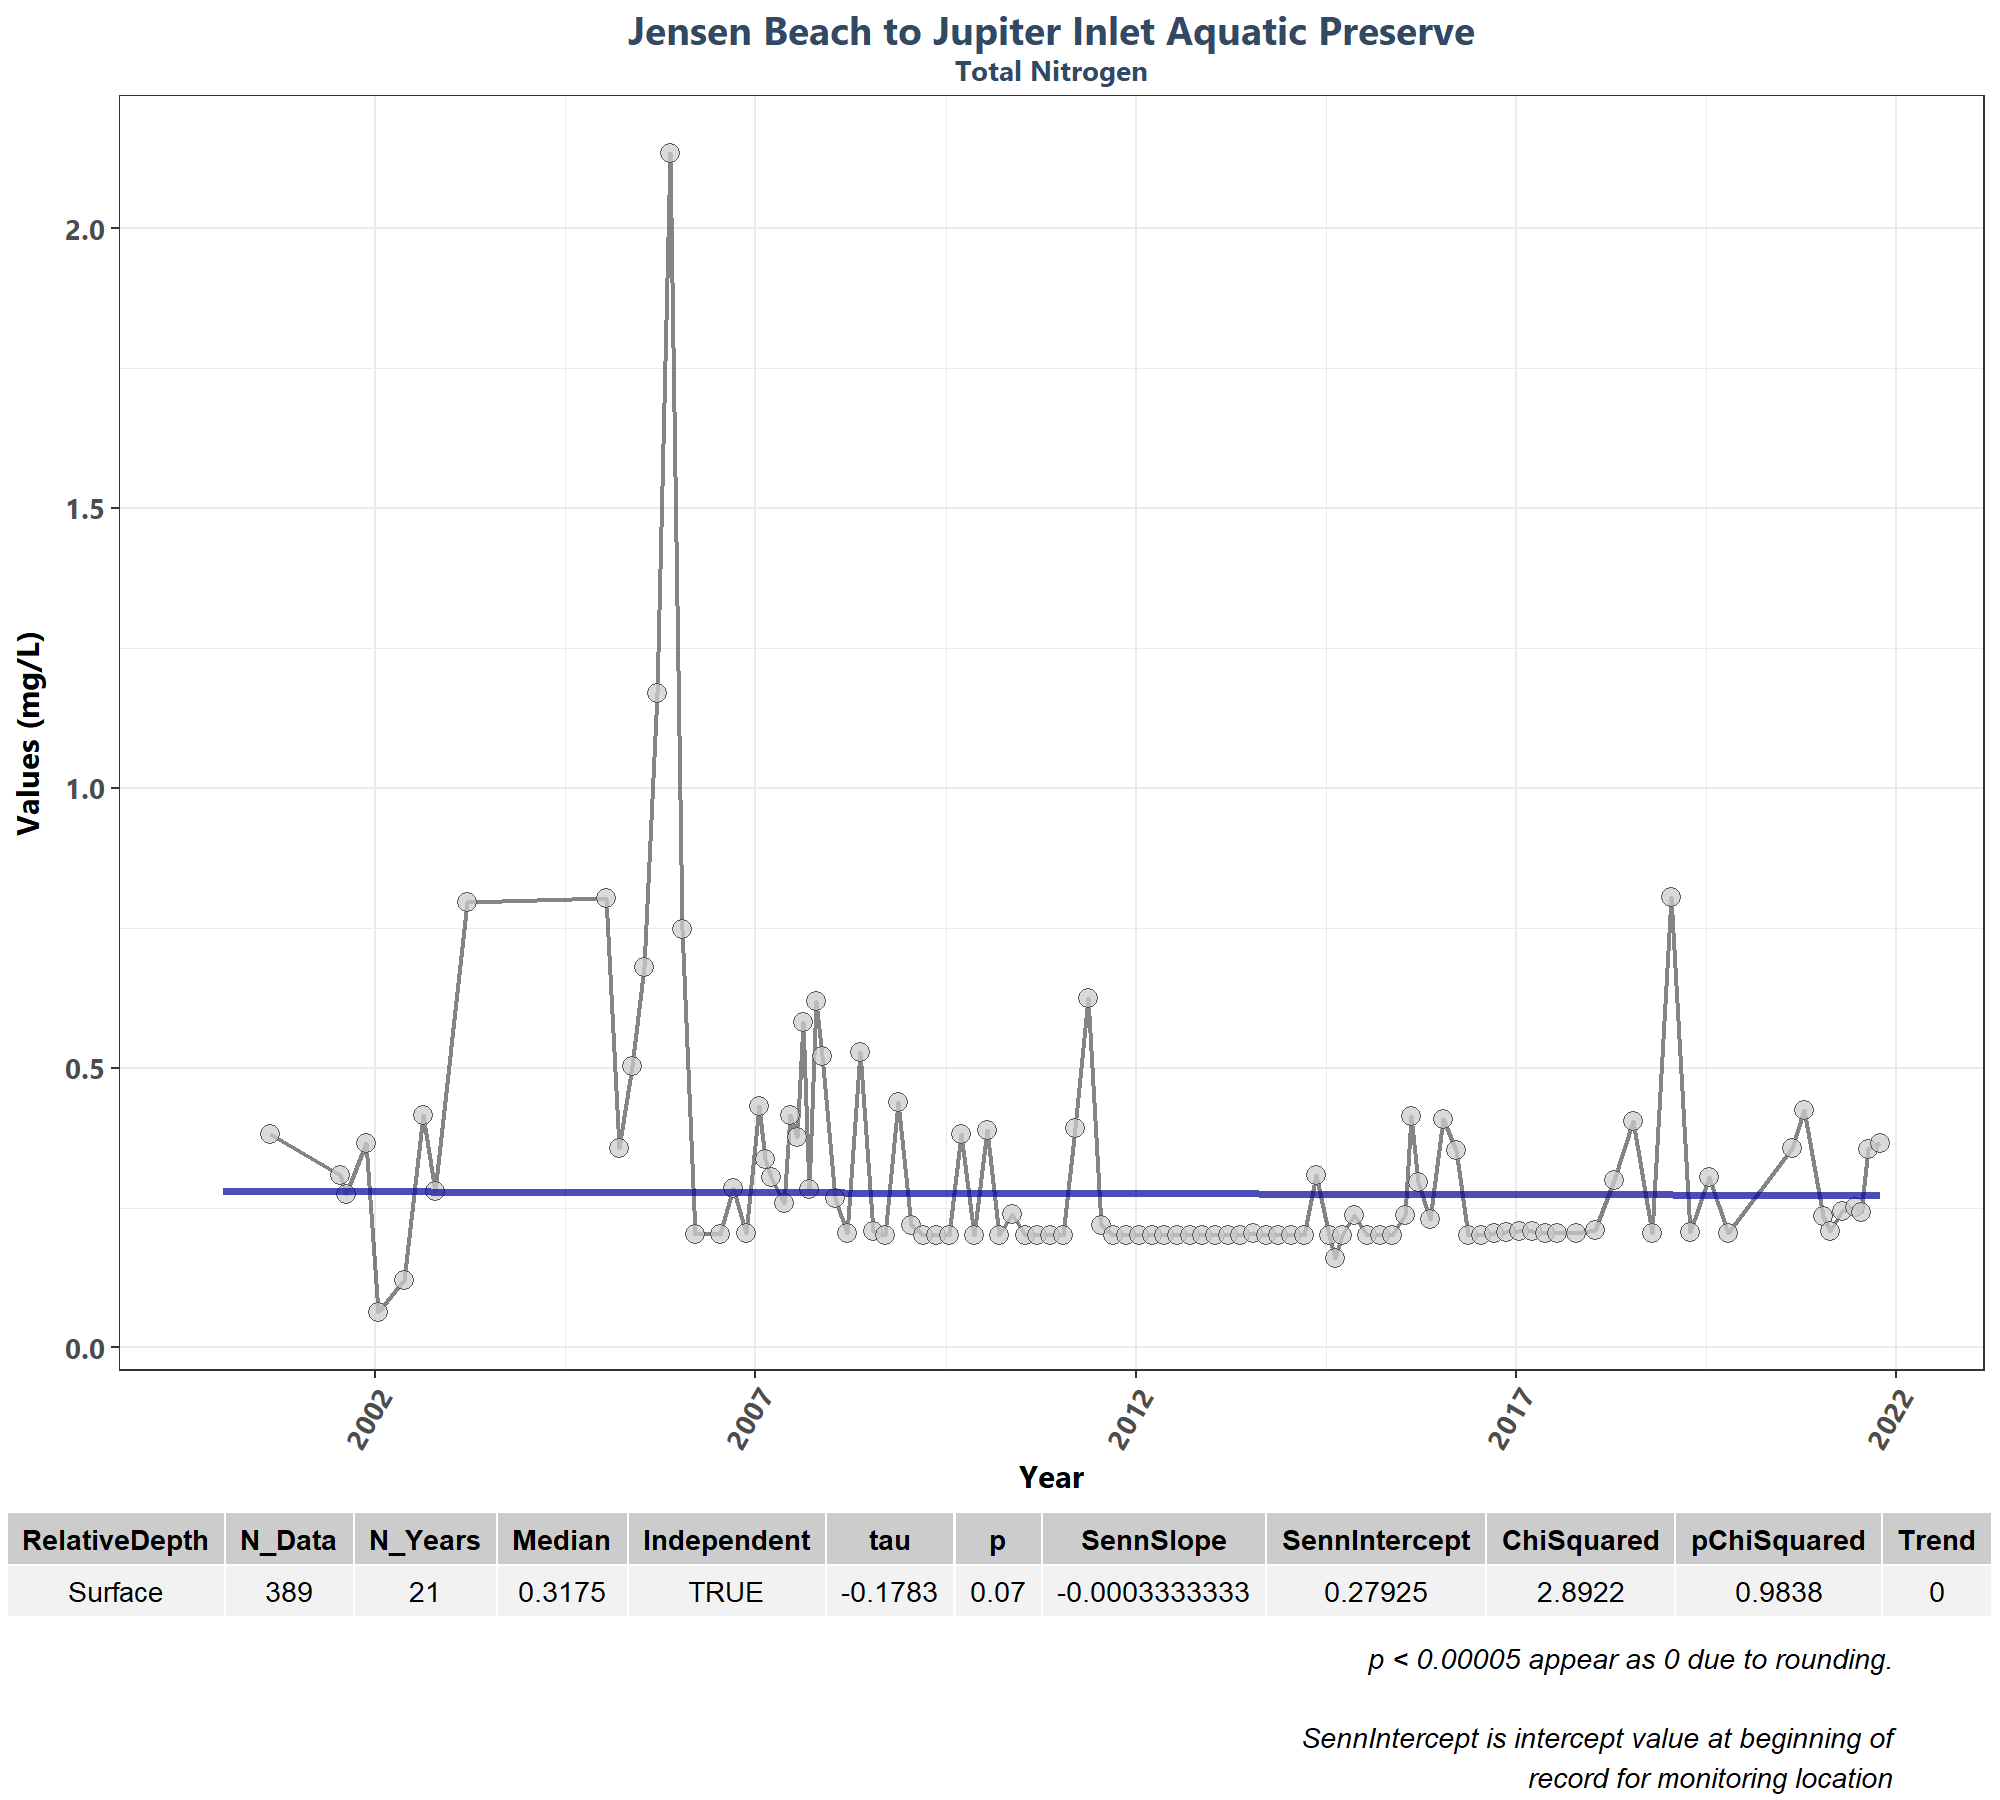 Jensen Beach to Jupiter Inlet Aquatic Preserve
Total Nitrogen
Values (mg/L)
2.0
1.5
1.0
0.5
0.0
2002 2007 2012 2017 2022
Year
RelativeDepth N_Data N_Years Median Independent tau p SennSlope SennIntercept ChiSquared pChiSquared Trend
Surface 389 21 0.3175 TRUE -0.1783 0.07 -0.0003333333 0.27925 2.8922 0.9838 0
p < 0.00005 appear as 0 due to rounding.
SennIntercept is intercept value at beginning of
record for monitoring location